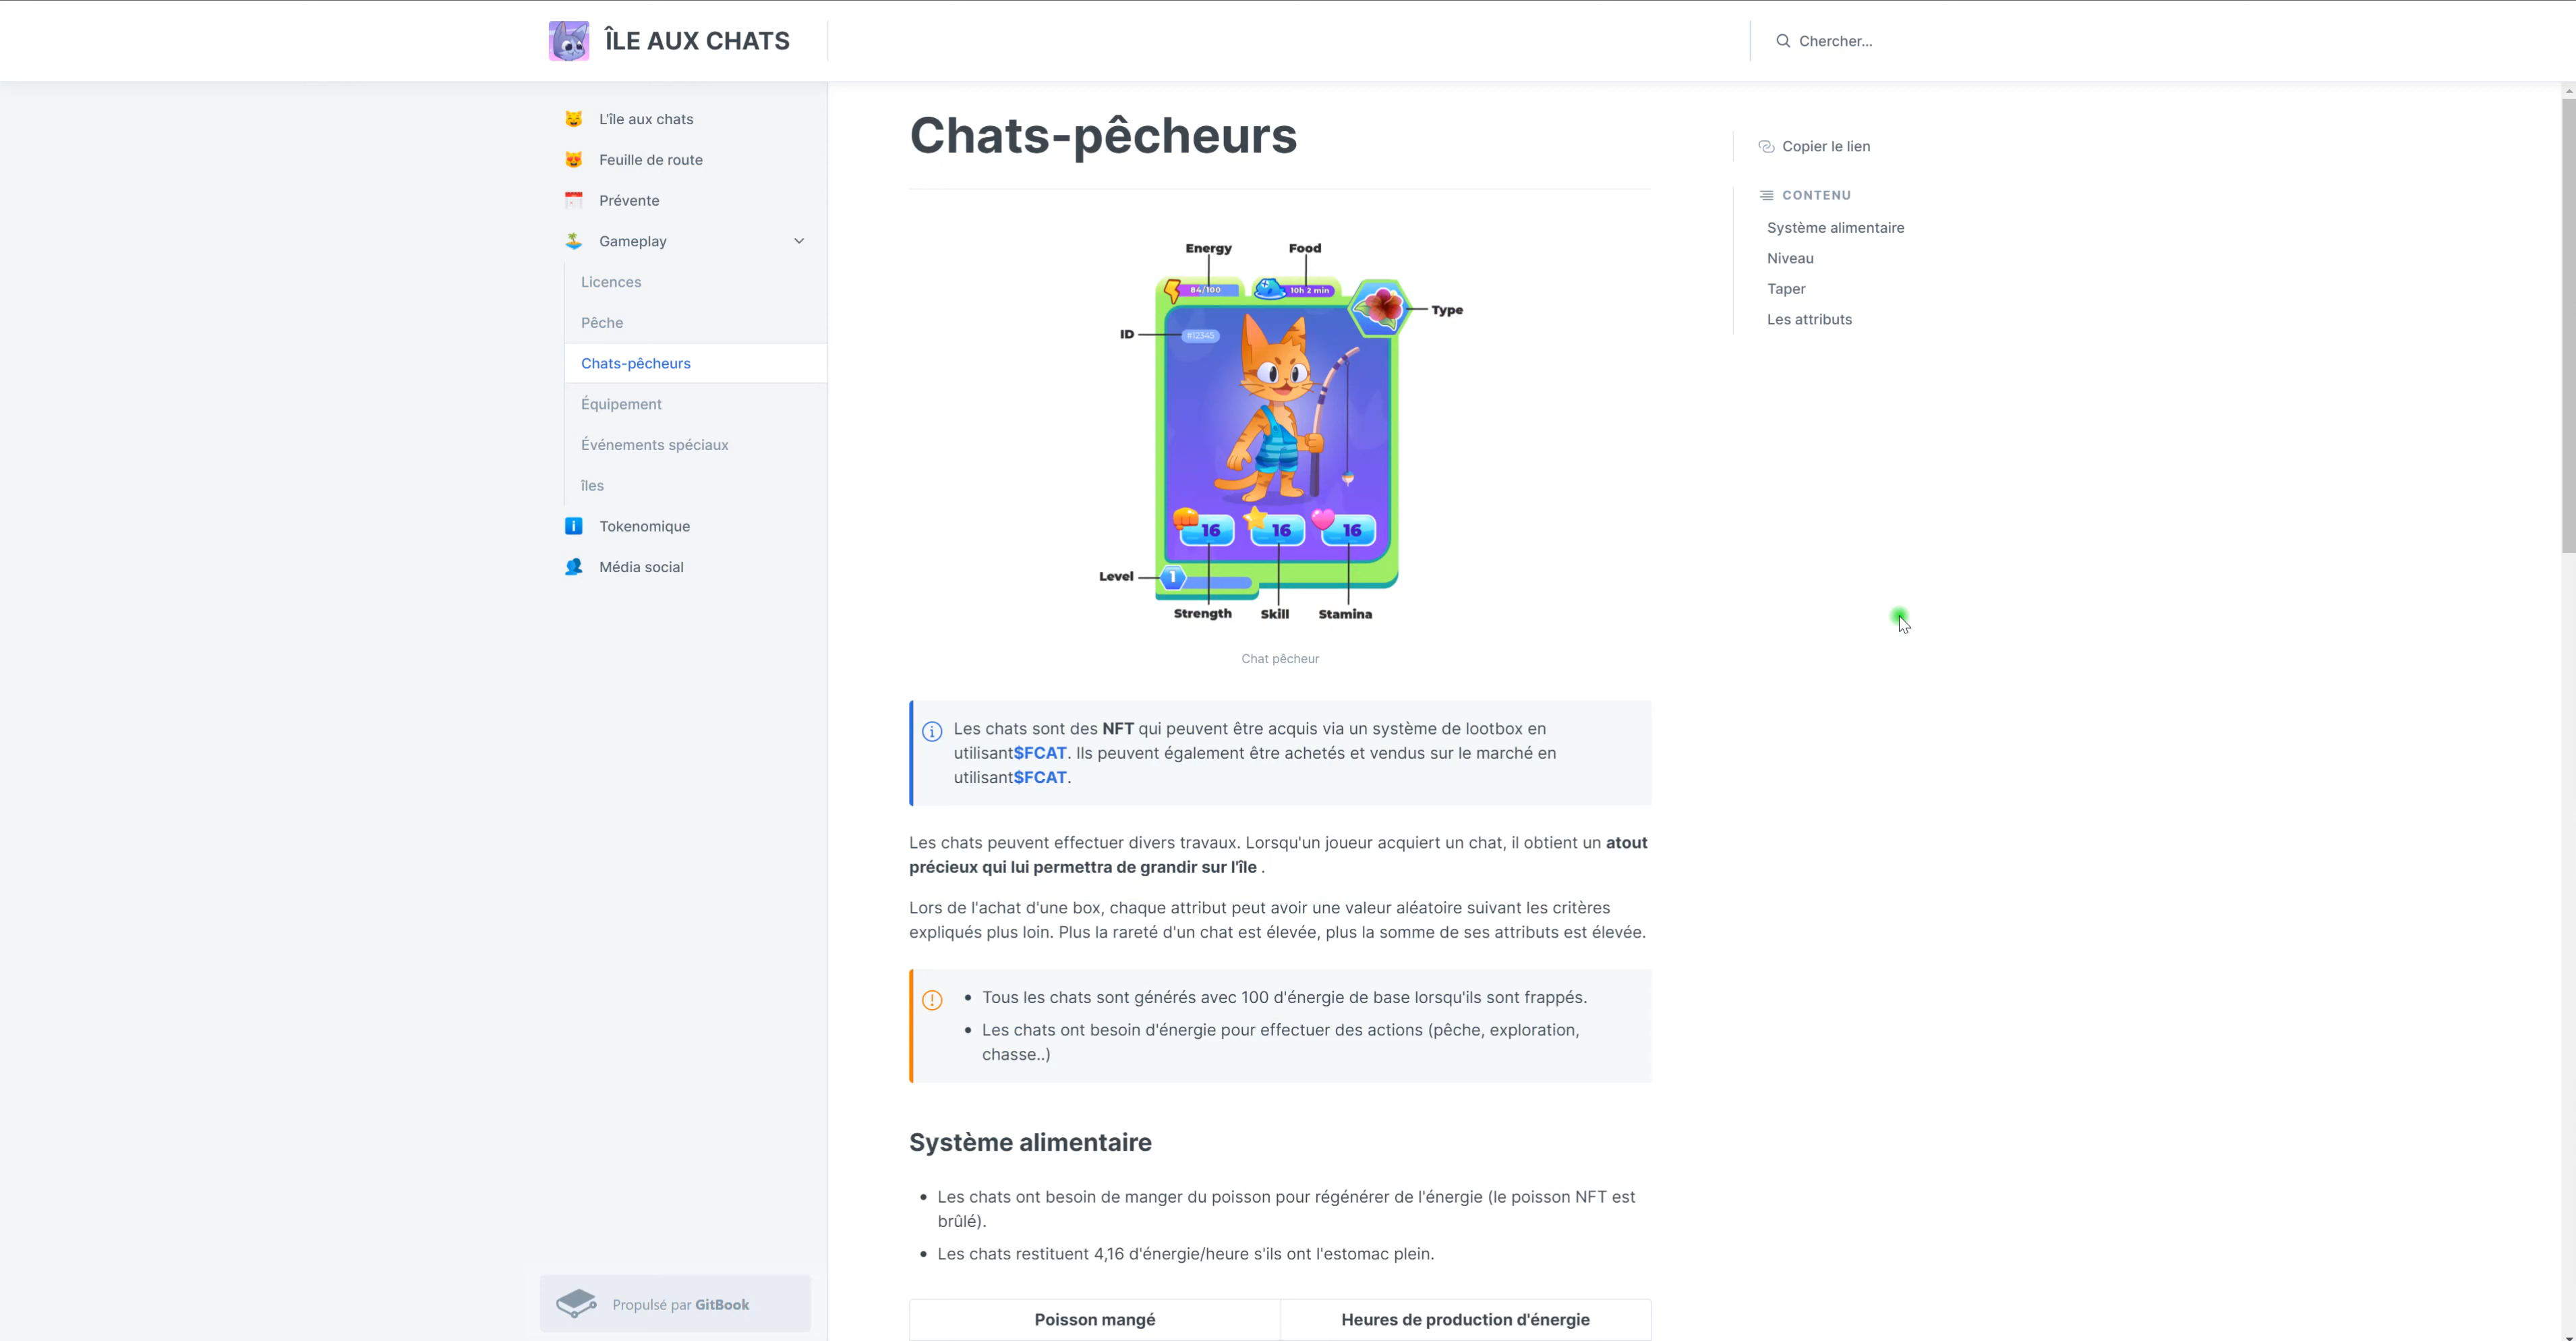 ÎLE AUX CHATS
Chercher...
L'île aux chats
Feuille de route
Prévente
Gameplay
Licences
Pêche
Chats-pêcheurs
Équipement
Événements spéciaux
îles
Tokenomique
Média social
Propulsé par GitBook
Chats-pêcheurs
Energy
Food
84/100
10h 2 min
Type
ID
#12345
16
16
16
Level
1
Strength
Skill
Stamina
Chat pêcheur
Les chats sont des NFT qui peuvent être acquis via un système de lootbox en
utilisant$FCAT. Ils peuvent également être achetés et vendus sur le marché en
utilisant$FCAT.
Les chats peuvent effectuer divers travaux. Lorsqu'un joueur acquiert un chat, il obtient un atout
précieux qui lui permettra de grandir sur l'île .
Lors de l'achat d'une box, chaque attribut peut avoir une valeur aléatoire suivant les critères
expliqués plus loin. Plus la rareté d'un chat est élevée, plus la somme de ses attributs est élevée.
• Tous les chats sont générés avec 100 d'énergie de base lorsqu'ils sont frappés.
• Les chats ont besoin d'énergie pour effectuer des actions (pêche, exploration,
chasse..)
Système alimentaire
• Les chats ont besoin de manger du poisson pour régénérer de l'énergie (le poisson NFT est
brûlé).
• Les chats restituent 4,16 d'énergie/heure s'ils ont l'estomac plein.
Poisson mangé
Heures de production d'énergie
Copier le lien
CONTENU
Système alimentaire
Niveau
Taper
Les attributs